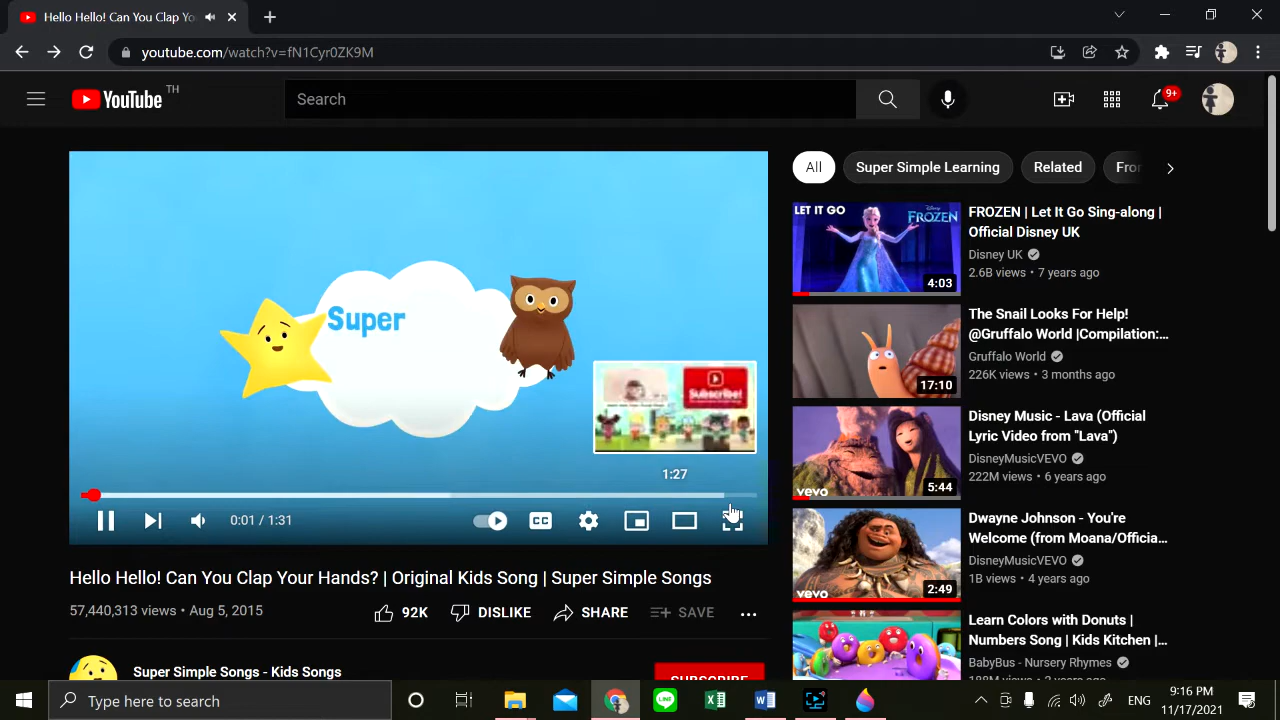 Hello Hello! Can You Clap Yo
youtube.com/watch?v=fN1Cyr0ZK9M
YouTube TH
Search
9+
Super
Subscribe!
1:27
0:01 / 1:31
CC
Hello Hello! Can You Clap Your Hands? | Original Kids Song | Super Simple Songs
57,440,313 views • Aug 5, 2015
92K DISLIKE SHARE SAVE
Super Simple Songs - Kids Songs
SUBSCRIBE
All Super Simple Learning Related Fro
LET IT GO
Disney
FROZEN
4:03
FROZEN | Let It Go Sing-along |
Official Disney UK
Disney UK
2.6B views • 7 years ago
17:10
The Snail Looks For Help!
@Gruffalo World |Compilation:...
Gruffalo World
226K views • 3 months ago
vevo
5:44
Disney Music - Lava (Official
Lyric Video from "Lava")
DisneyMusicVEVO
222M views • 6 years ago
vevo
2:49
Dwayne Johnson - You're
Welcome (from Moana/Officia...
DisneyMusicVEVO
1B views • 4 years ago
Learn Colors with Donuts |
Numbers Song | Kids Kitchen |...
BabyBus - Nursery Rhymes
Type here to search
LINE
ENG
9:16 PM
11/17/2021